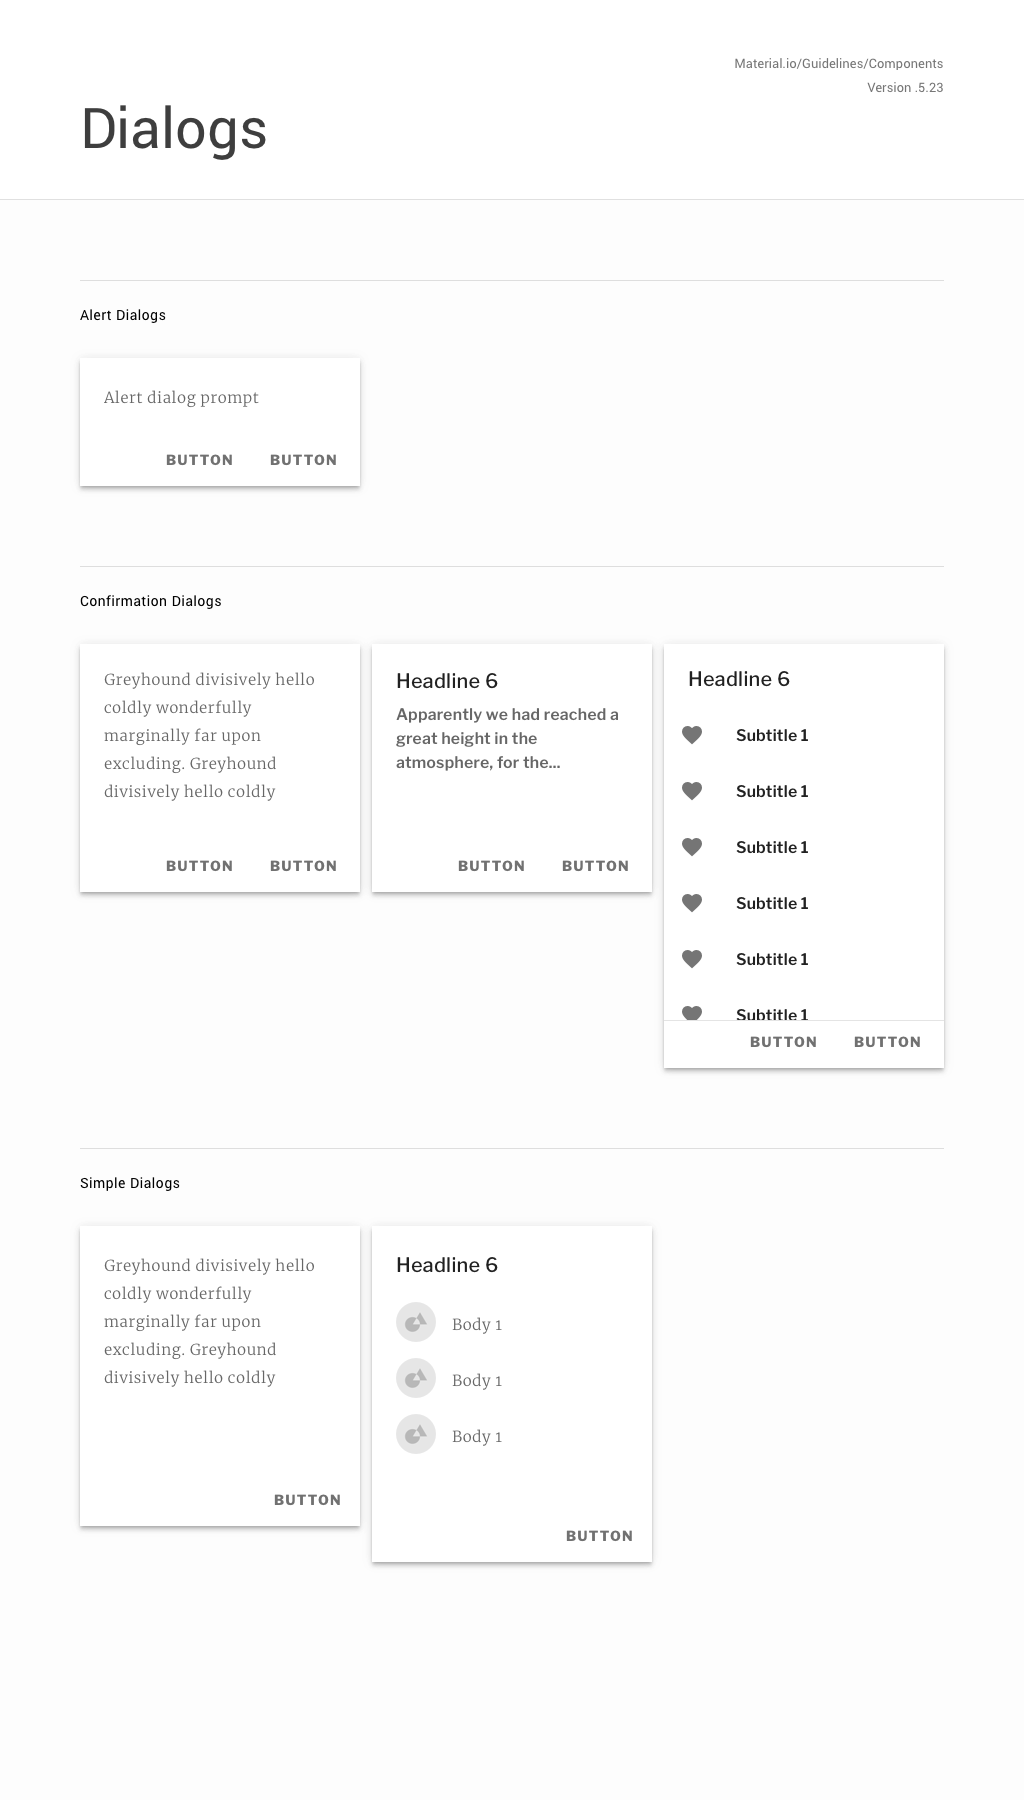 Material.io/Guidelines/Components
Version .5.23
Dialogs
Alert Dialogs
Alert dialog prompt
BUTTON BUTTON
Confirmation Dialogs
Greyhound divisively hello
coldly wonderfully
marginally far upon
excluding. Greyhound
divisively hello coldly
BUTTON BUTTON
Headline 6
Apparently we had reached a
great height in the
atmosphere, for the...
BUTTON BUTTON
Headline 6
Subtitle 1
Subtitle 1
Subtitle 1
Subtitle 1
Subtitle 1
Subtitle 1
BUTTON BUTTON
Simple Dialogs
Greyhound divisively hello
coldly wonderfully
marginally far upon
excluding. Greyhound
divisively hello coldly
BUTTON
Headline 6
Body 1
Body 1
Body 1
BUTTON